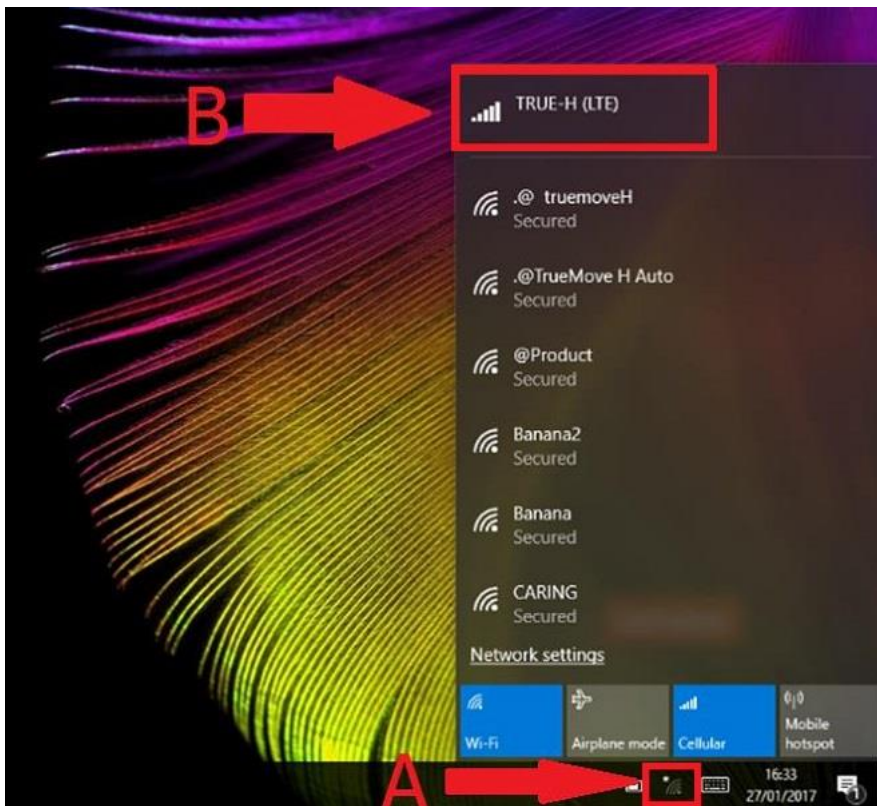 B
TRUE-H (LTE)
.@ truemoveH
Secured
.@TrueMove H Auto
Secured
@Product
Secured
Banana2
Secured
Banana
Secured
CARING
Secured
Network settings
Wi-Fi
Airplane mode
Cellular
Mobile
hotspot
A
16:33
27/01/2017
1